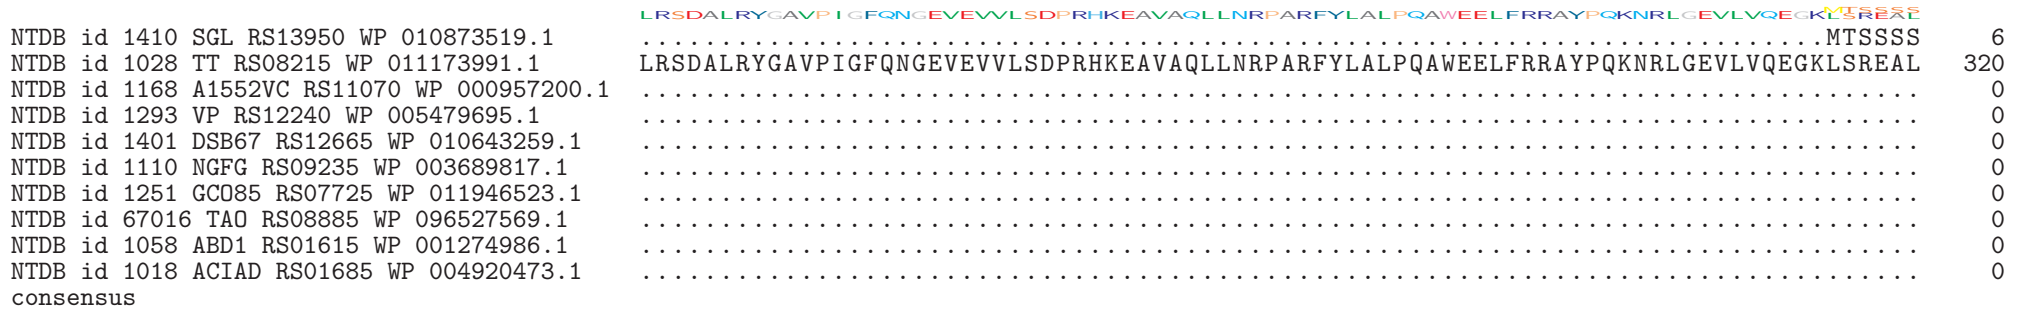 LRSDALRYGAVPIGFQNGEVEVVLSDPRHKEAVAQLLNRPARFYLALPQAWEELFRRAYPQKNRLGEVLVQEGKLSREAL
NTDB id 1410 SGL RS13950 WP 010873519.1 ..........................................................................MTSSSS 6
NTDB id 1028 TT RS08215 WP 011173991.1 LRSDALRYGAVPIGFQNGEVEVVLSDPRHKEAVAQLLNRPARFYLALPQAWEELFRRAYPQKNRLGEVLVQEGKLSREAL 320
NTDB id 1168 A1552VC RS11070 WP 000957200.1 ................................................................................ 0
NTDB id 1293 VP RS12240 WP 005479695.1 ................................................................................ 0
NTDB id 1401 DSB67 RS12665 WP 010643259.1 ................................................................................ 0
NTDB id 1110 NGFG RS09235 WP 003689817.1 ................................................................................ 0
NTDB id 1251 GCO85 RS07725 WP 011946523.1 ................................................................................ 0
NTDB id 67016 TAO RS08885 WP 096527569.1 ................................................................................ 0
NTDB id 1058 ABD1 RS01615 WP 001274986.1 ................................................................................ 0
NTDB id 1018 ACIAD RS01685 WP 004920473.1 ................................................................................ 0
consensus